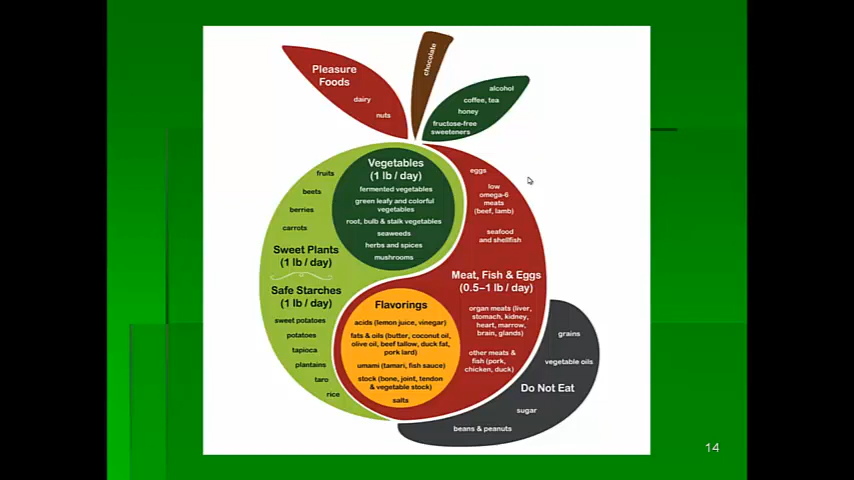 chocolate
Pleasure
Foods
dairy
nuts
alcohol
coffee, tea
honey
fructose-free
sweeteners
Vegetables
(1 lb / day)
fermented vegetables
green leafy and colorful
vegetables
root, bulb & stalk vegetables
seaweeds
herbs and spices
mushrooms
fruits
beets
berries
carrots
Sweet Plants
(1 lb / day)
Safe Starches
(1 lb / day)
sweet potatoes
potatoes
tapioca
plantains
taro
rice
eggs
low
omega-6
meats
(beef, lamb)
seafood
and shellfish
Meat, Fish & Eggs
(0.5–1 lb / day)
organ meats (liver,
stomach, kidney,
heart, marrow,
brain, glands)
other meats &
fish (pork,
chicken, duck)
Flavorings
acids (lemon juice, vinegar)
fats & oils (butter, coconut oil,
olive oil, beef tallow, duck fat,
pork lard)
umami (tamari, fish sauce)
stock (bone, joint, tendon
& vegetable stock)
salts
grains
vegetable oils
Do Not Eat
sugar
beans & peanuts
14